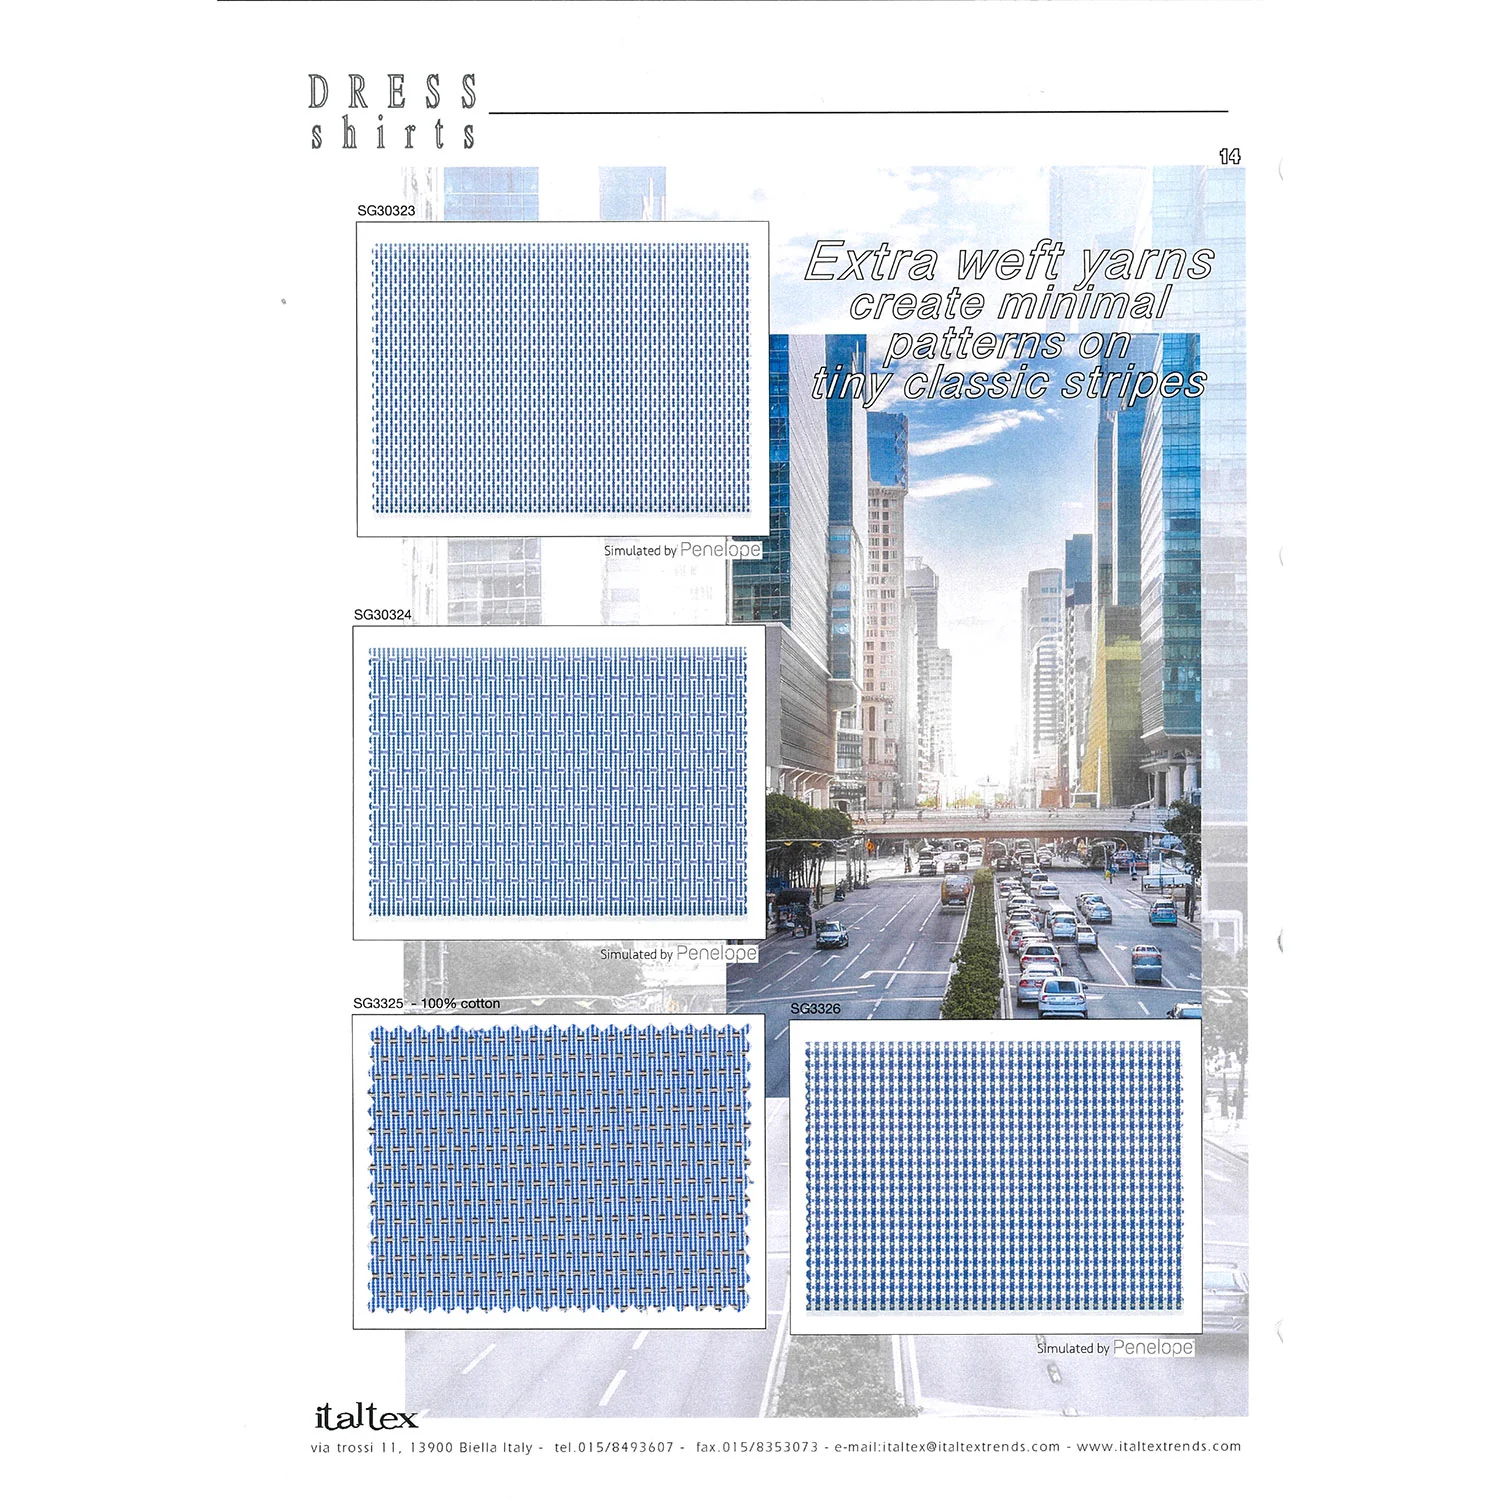 DRESS
shirts
14
SG30323
Extra weft yarns
create minimal
patterns on
tiny classic stripes
Simulated by Penelope
SG30324
Simulated by Penelope
SG3325 - 100% cotton
SG3326
Simulated by Penelope
italtex
via trossi 11, 13900 Biella Italy - tel.015/8493607 - fax.015/8353073 - e-mail:italtex@italtextrends.com - www.italtextrends.com